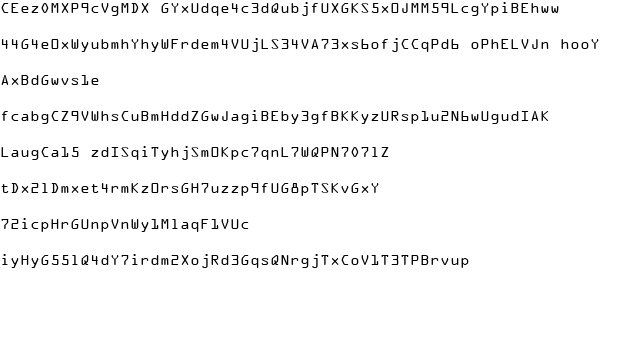 CEez0MXP9cVgMDX GYxUdqe4c3dQubjfUXGKS5xOJMM59LcgYpiBEhww
44G4eOxWyubmhYhyWFrdem4VUjLS34VA73xs6ofjCCqPd6 oPhELVJn hooY
AxBdGwvs1e
fcabgCZ9VWhsCuBmHddZGwJagiBEby3gfBKKyzURsp1u2N6wUgudIAK
LaugCa15 zdISqiTyhjSmOKpc7qnL7WQPN7071Z
tDx21Dmxet4rmKzOrsGH7uzzp9fUG8pTSKvGxY
72icpHrGUnpVnWy1M1aqF1VUc
iyHyG551Q4dY7irdm2XojRd3GqsQNrgjTxCoV1T3TPBrvup